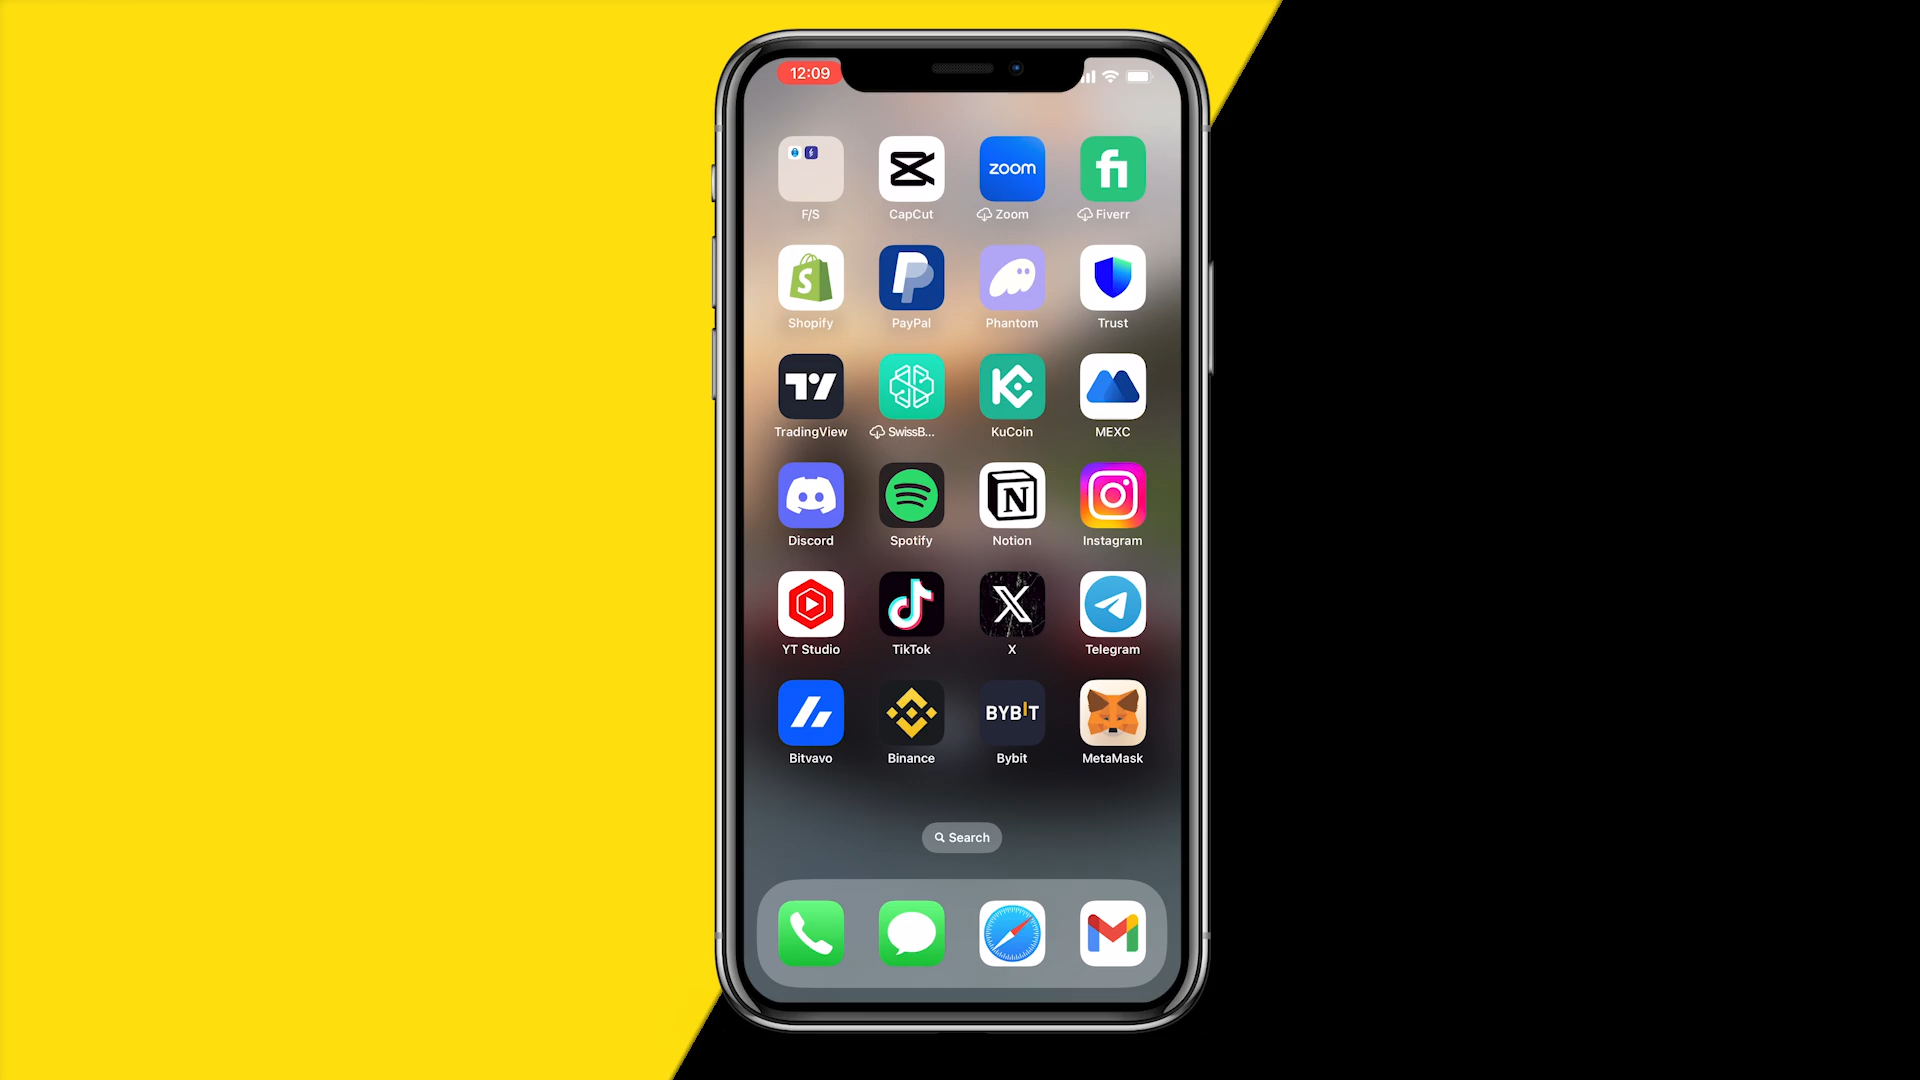 12:09
zoom
fi
F/S CapCut Zoom Fiverr
S
Shopify PayPal Phantom Trust
TradingView SwissB... KuCoin MEXC
N
Discord Spotify Notion Instagram
YT Studio TikTok X Telegram
BYBIT
Bitvavo Binance Bybit MetaMask
Search